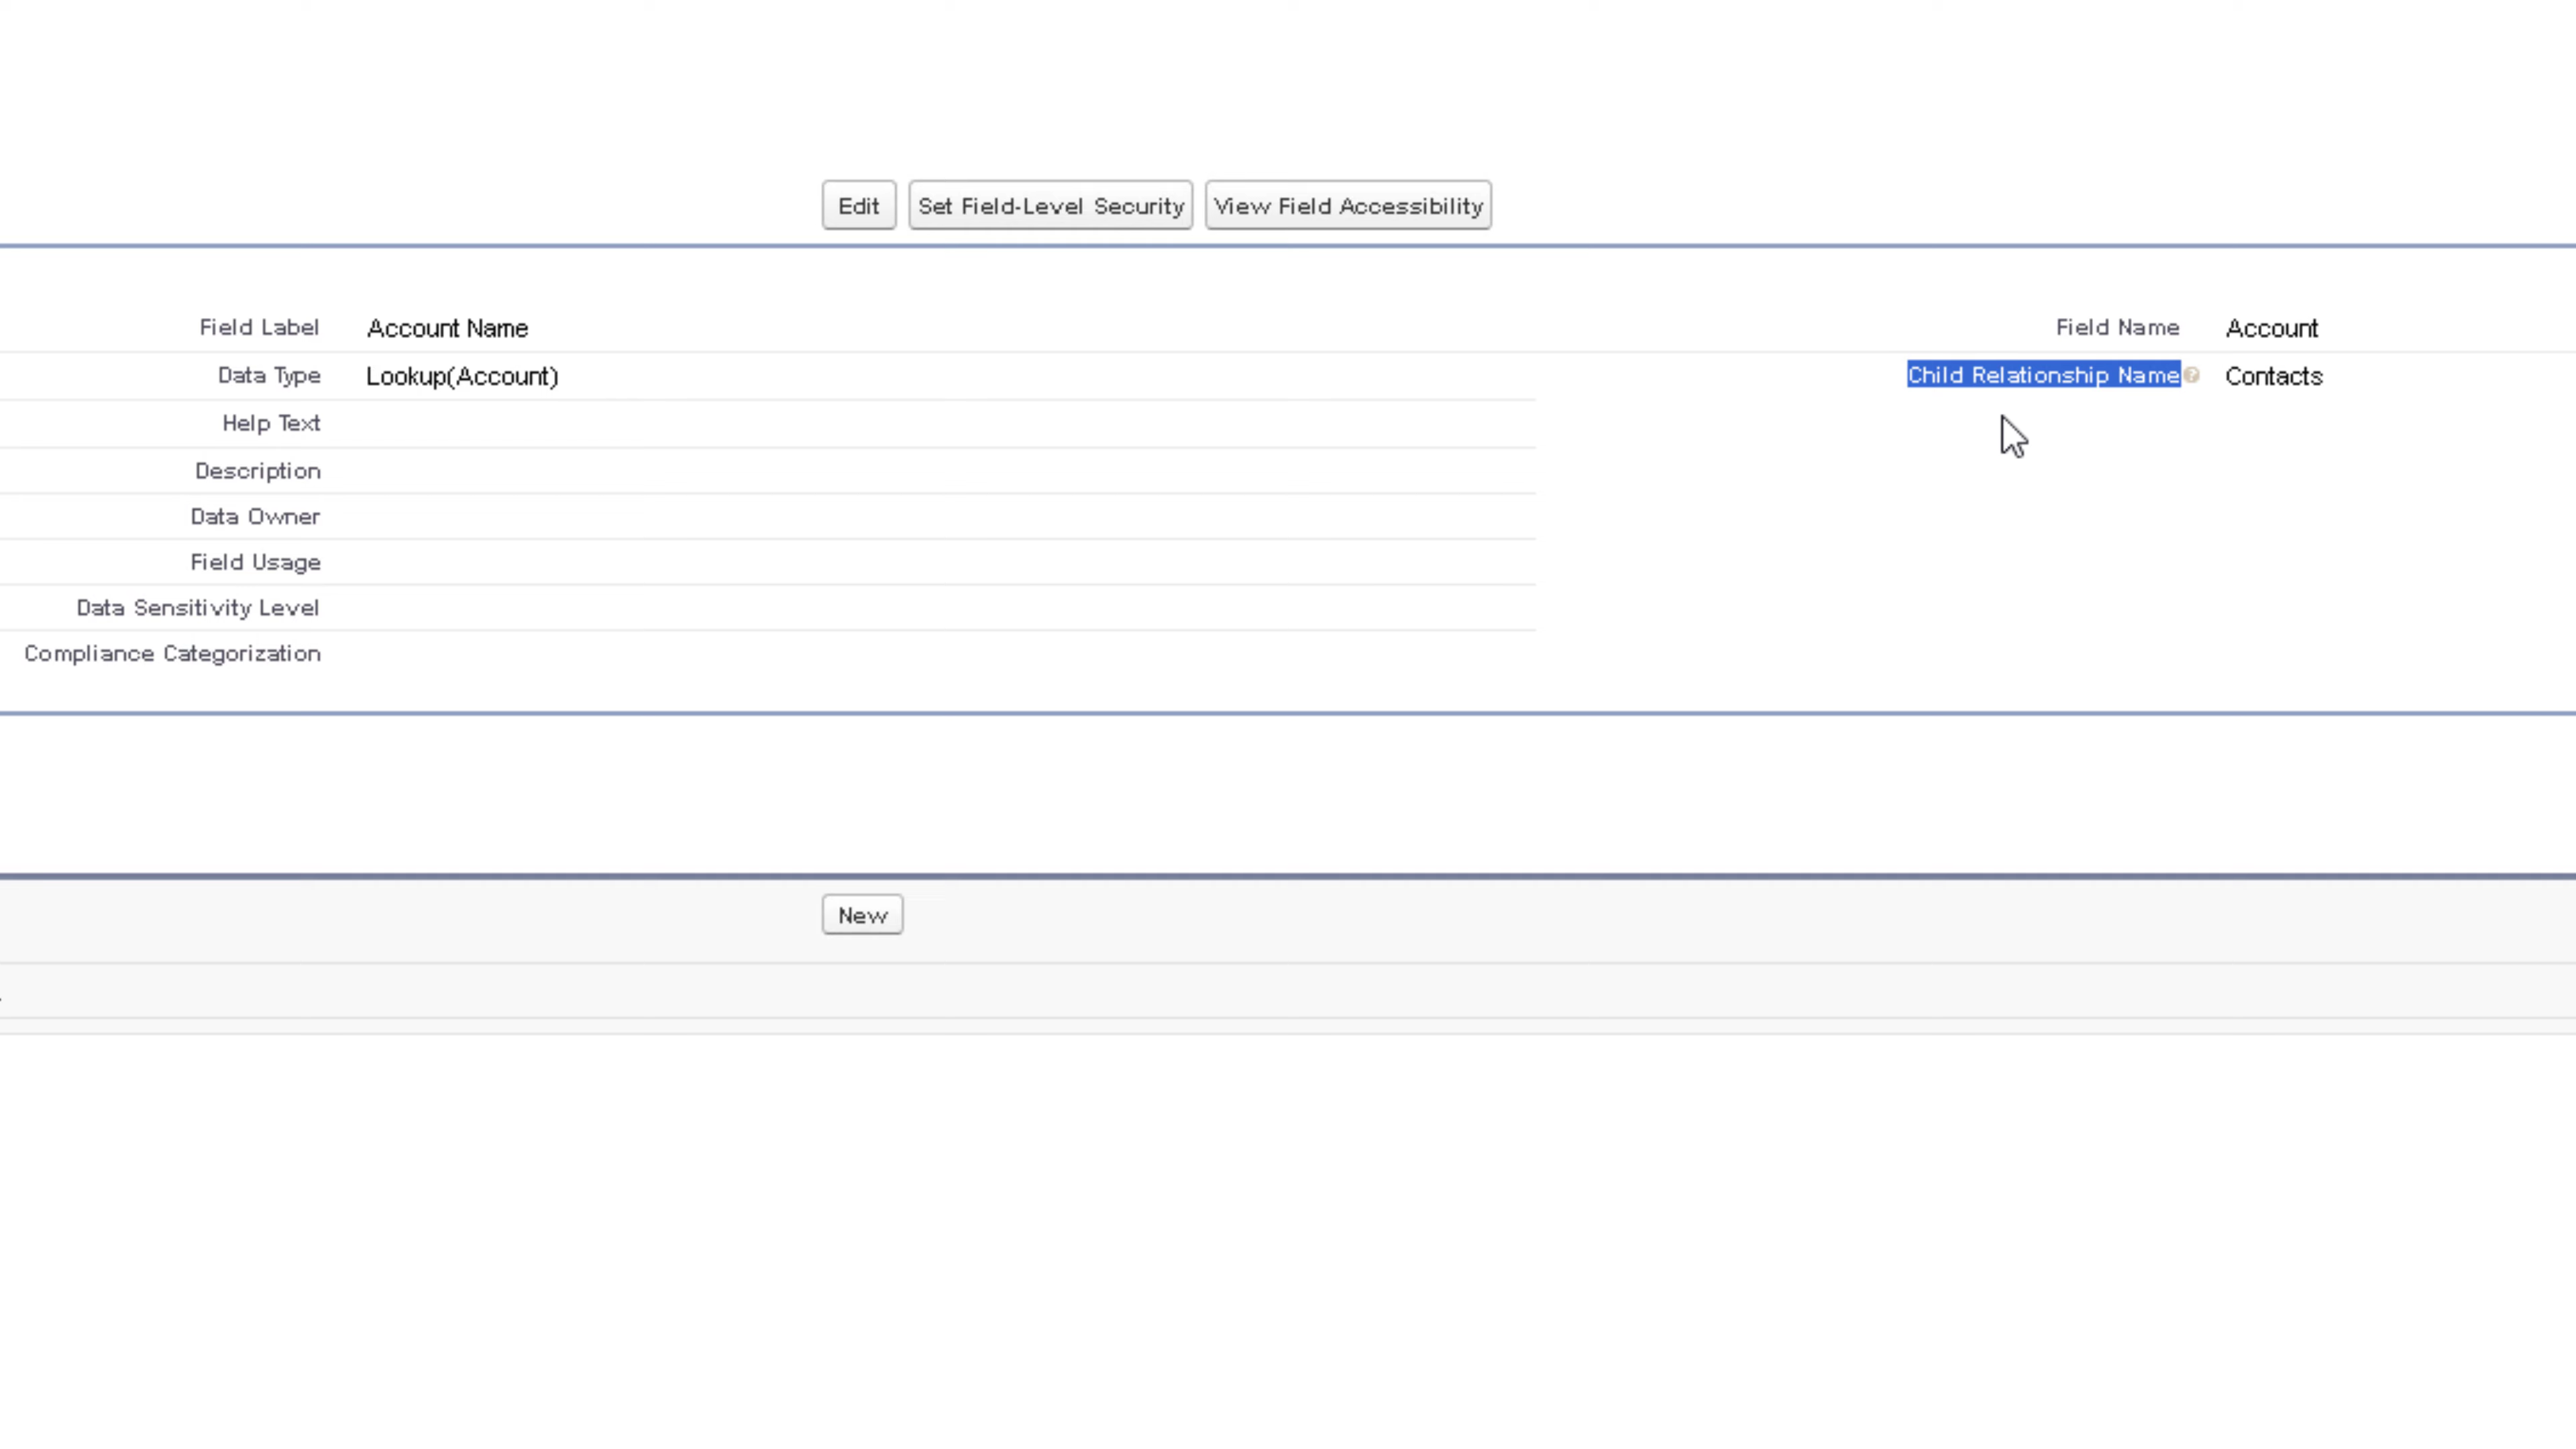 Edit Set Field-Level Security View Field Accessibility
Field Label Account Name Field Name Account
Data Type Lookup(Account) Child Relationship Name ? Contacts
Help Text
Description
Data Owner
Field Usage
Data Sensitivity Level
Compliance Categorization
New